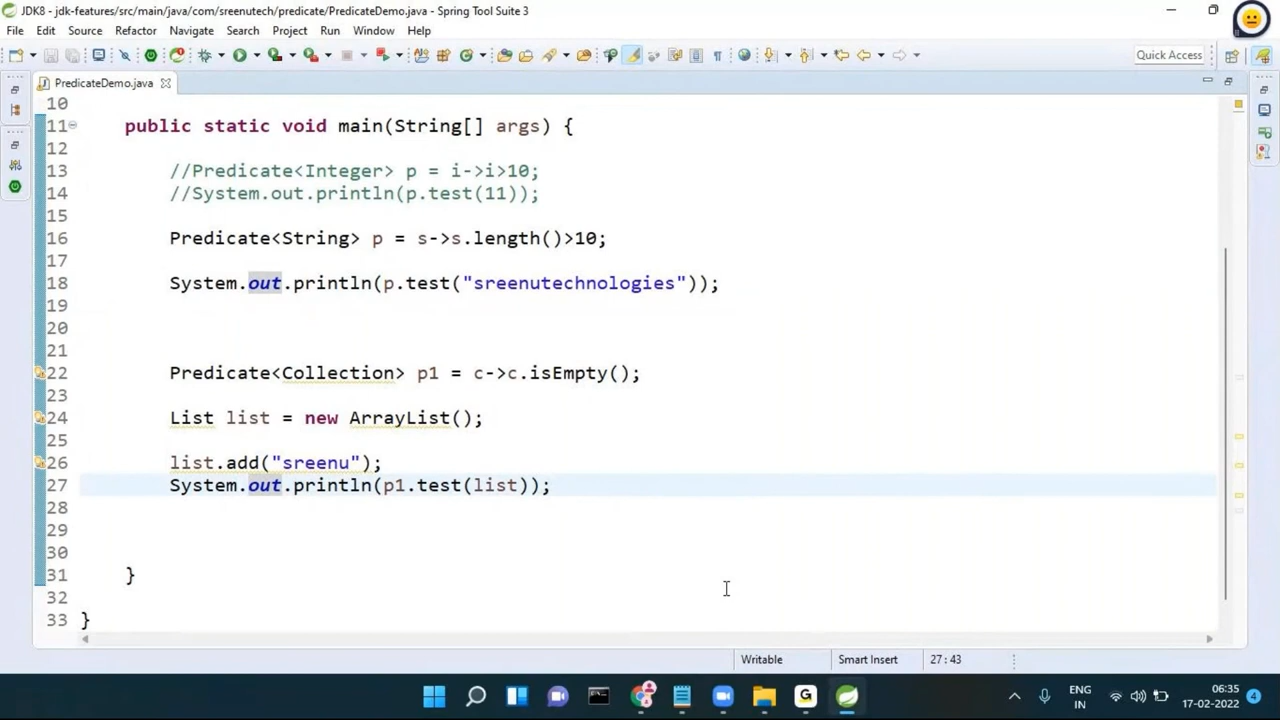 JDK8 - jdk-features/src/main/java/com/sreenutech/predicate/PredicateDemo.java - Spring Tool Suite 3
File Edit Source Refactor Navigate Search Project Run Window Help
Quick Access
PredicateDemo.java
10
11 public static void main(String[] args) {
12
13 //Predicate<Integer> p = i->i>10;
14 //System.out.println(p.test(11));
15
16 Predicate<String> p = s->s.length()>10;
17
18 System.out.println(p.test("sreenutechnologies"));
19
20
21
22 Predicate<Collection> p1 = c->c.isEmpty();
23
24 List list = new ArrayList();
25
26 list.add("sreenu");
27 System.out.println(p1.test(list));
28
29
30
31 }
32
33 }
Writable Smart Insert 27 : 43
ENG 06:35
IN 17-02-2022 4